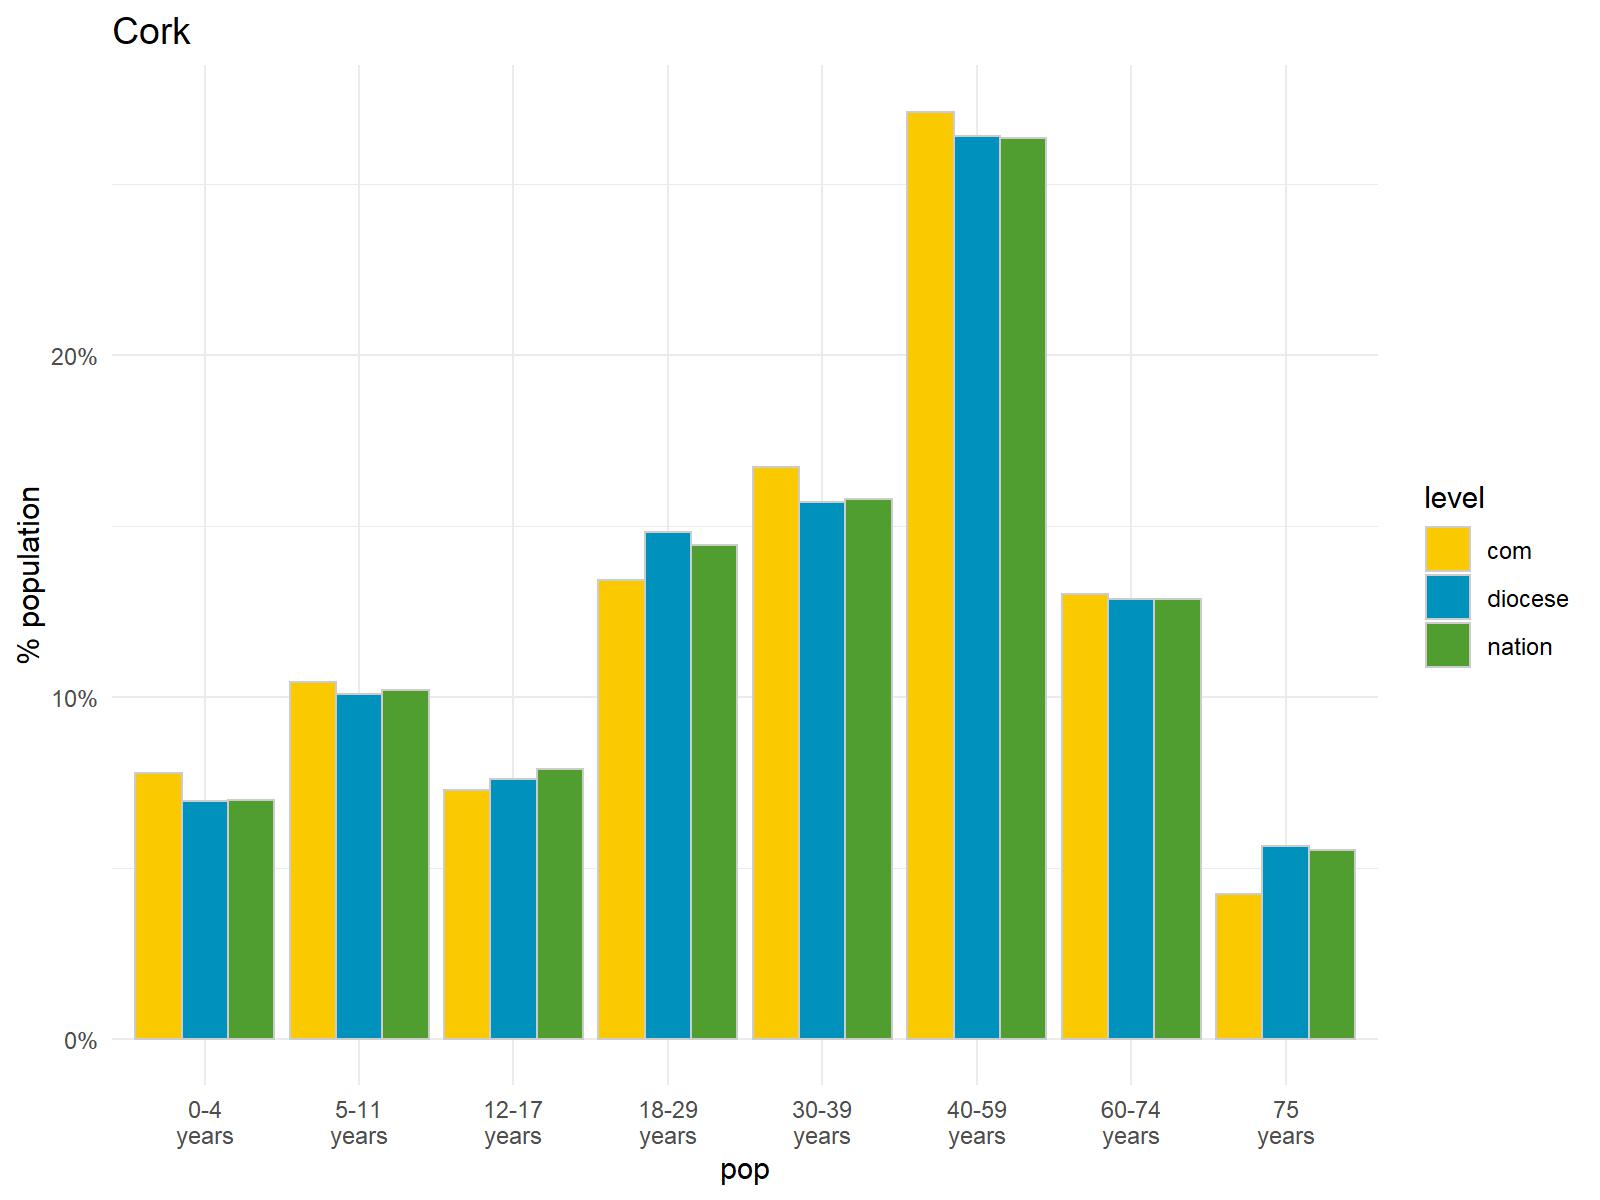 Cork
% population
20%
10%
0%
0-4
years
5-11
years
12-17
years
18-29
years
30-39
years
40-59
years
60-74
years
75
years
pop
level
com
diocese
nation